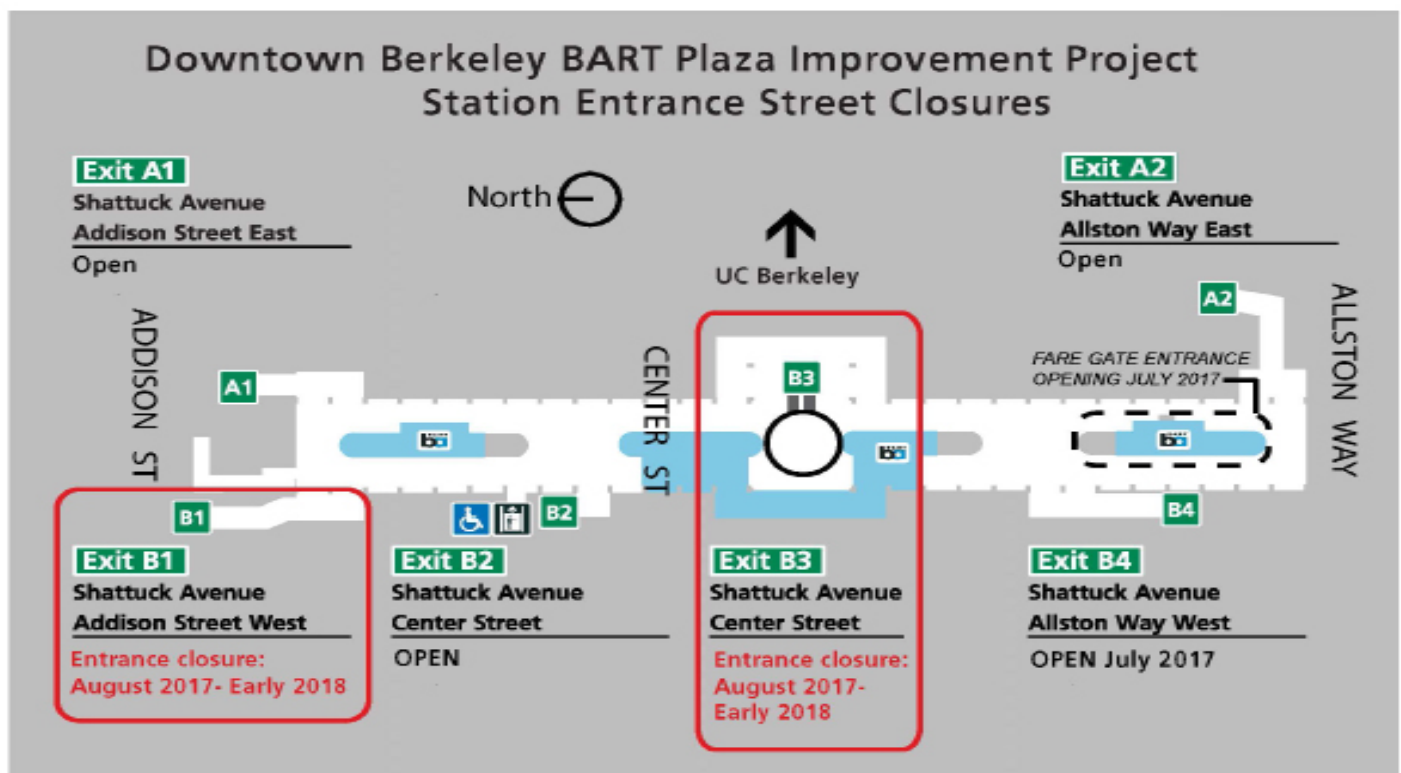 Downtown Berkeley BART Plaza Improvement Project
Station Entrance Street Closures
Exit A1
Shattuck Avenue
Addison Street East
Open
North
UC Berkeley
Exit A2
Shattuck Avenue
Allston Way East
Open
ADDISON ST
A1
CENTER ST
B3
FARE GATE ENTRANCE
OPENING JULY 2017
A2
ALLSTON WAY
ba
ba
ba
B1
B2
B4
Exit B1
Shattuck Avenue
Addison Street West
Entrance closure:
August 2017- Early 2018
Exit B2
Shattuck Avenue
Center Street
OPEN
Exit B3
Shattuck Avenue
Center Street
Entrance closure:
August 2017-
Early 2018
Exit B4
Shattuck Avenue
Allston Way West
OPEN July 2017